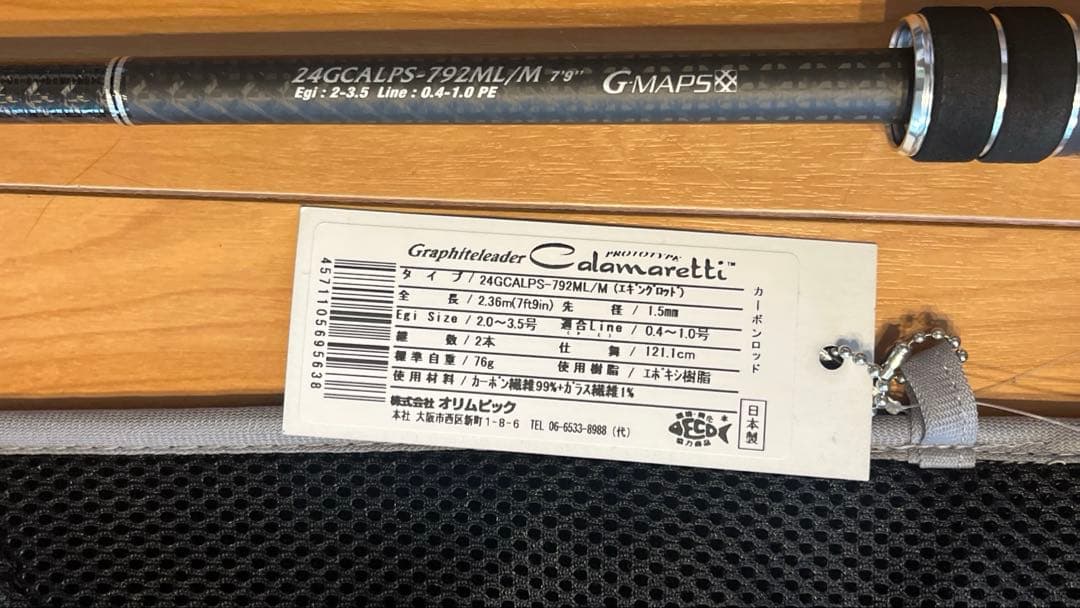 24GCALPS-792ML/M 7'9"
G-MAPS
Egi : 2-3.5 Line : 0.4-1.0 PE
Graphiteleader Calamaretti™
PROTOTYPE
タイプ / 24GCALPS-792ML/M (エギングロッド)
全長 / 2.36m(7ft9in) 先径 / 1.5mm
Egi Size / 2.0～3.5号 適合Line / 0.4～1.0号
継数 / 2本 仕舞 / 121.1cm
標準自重 / 76g 使用樹脂 / エポキシ樹脂
使用材料 / カーボン繊維99%+ガラス繊維1%
株式会社 オリムピック
本社 大阪市西区新町1-8-6 TEL 06-6533-8988 (代)
4571105695638
カーボンロッド
日本製
ECO
協力商品